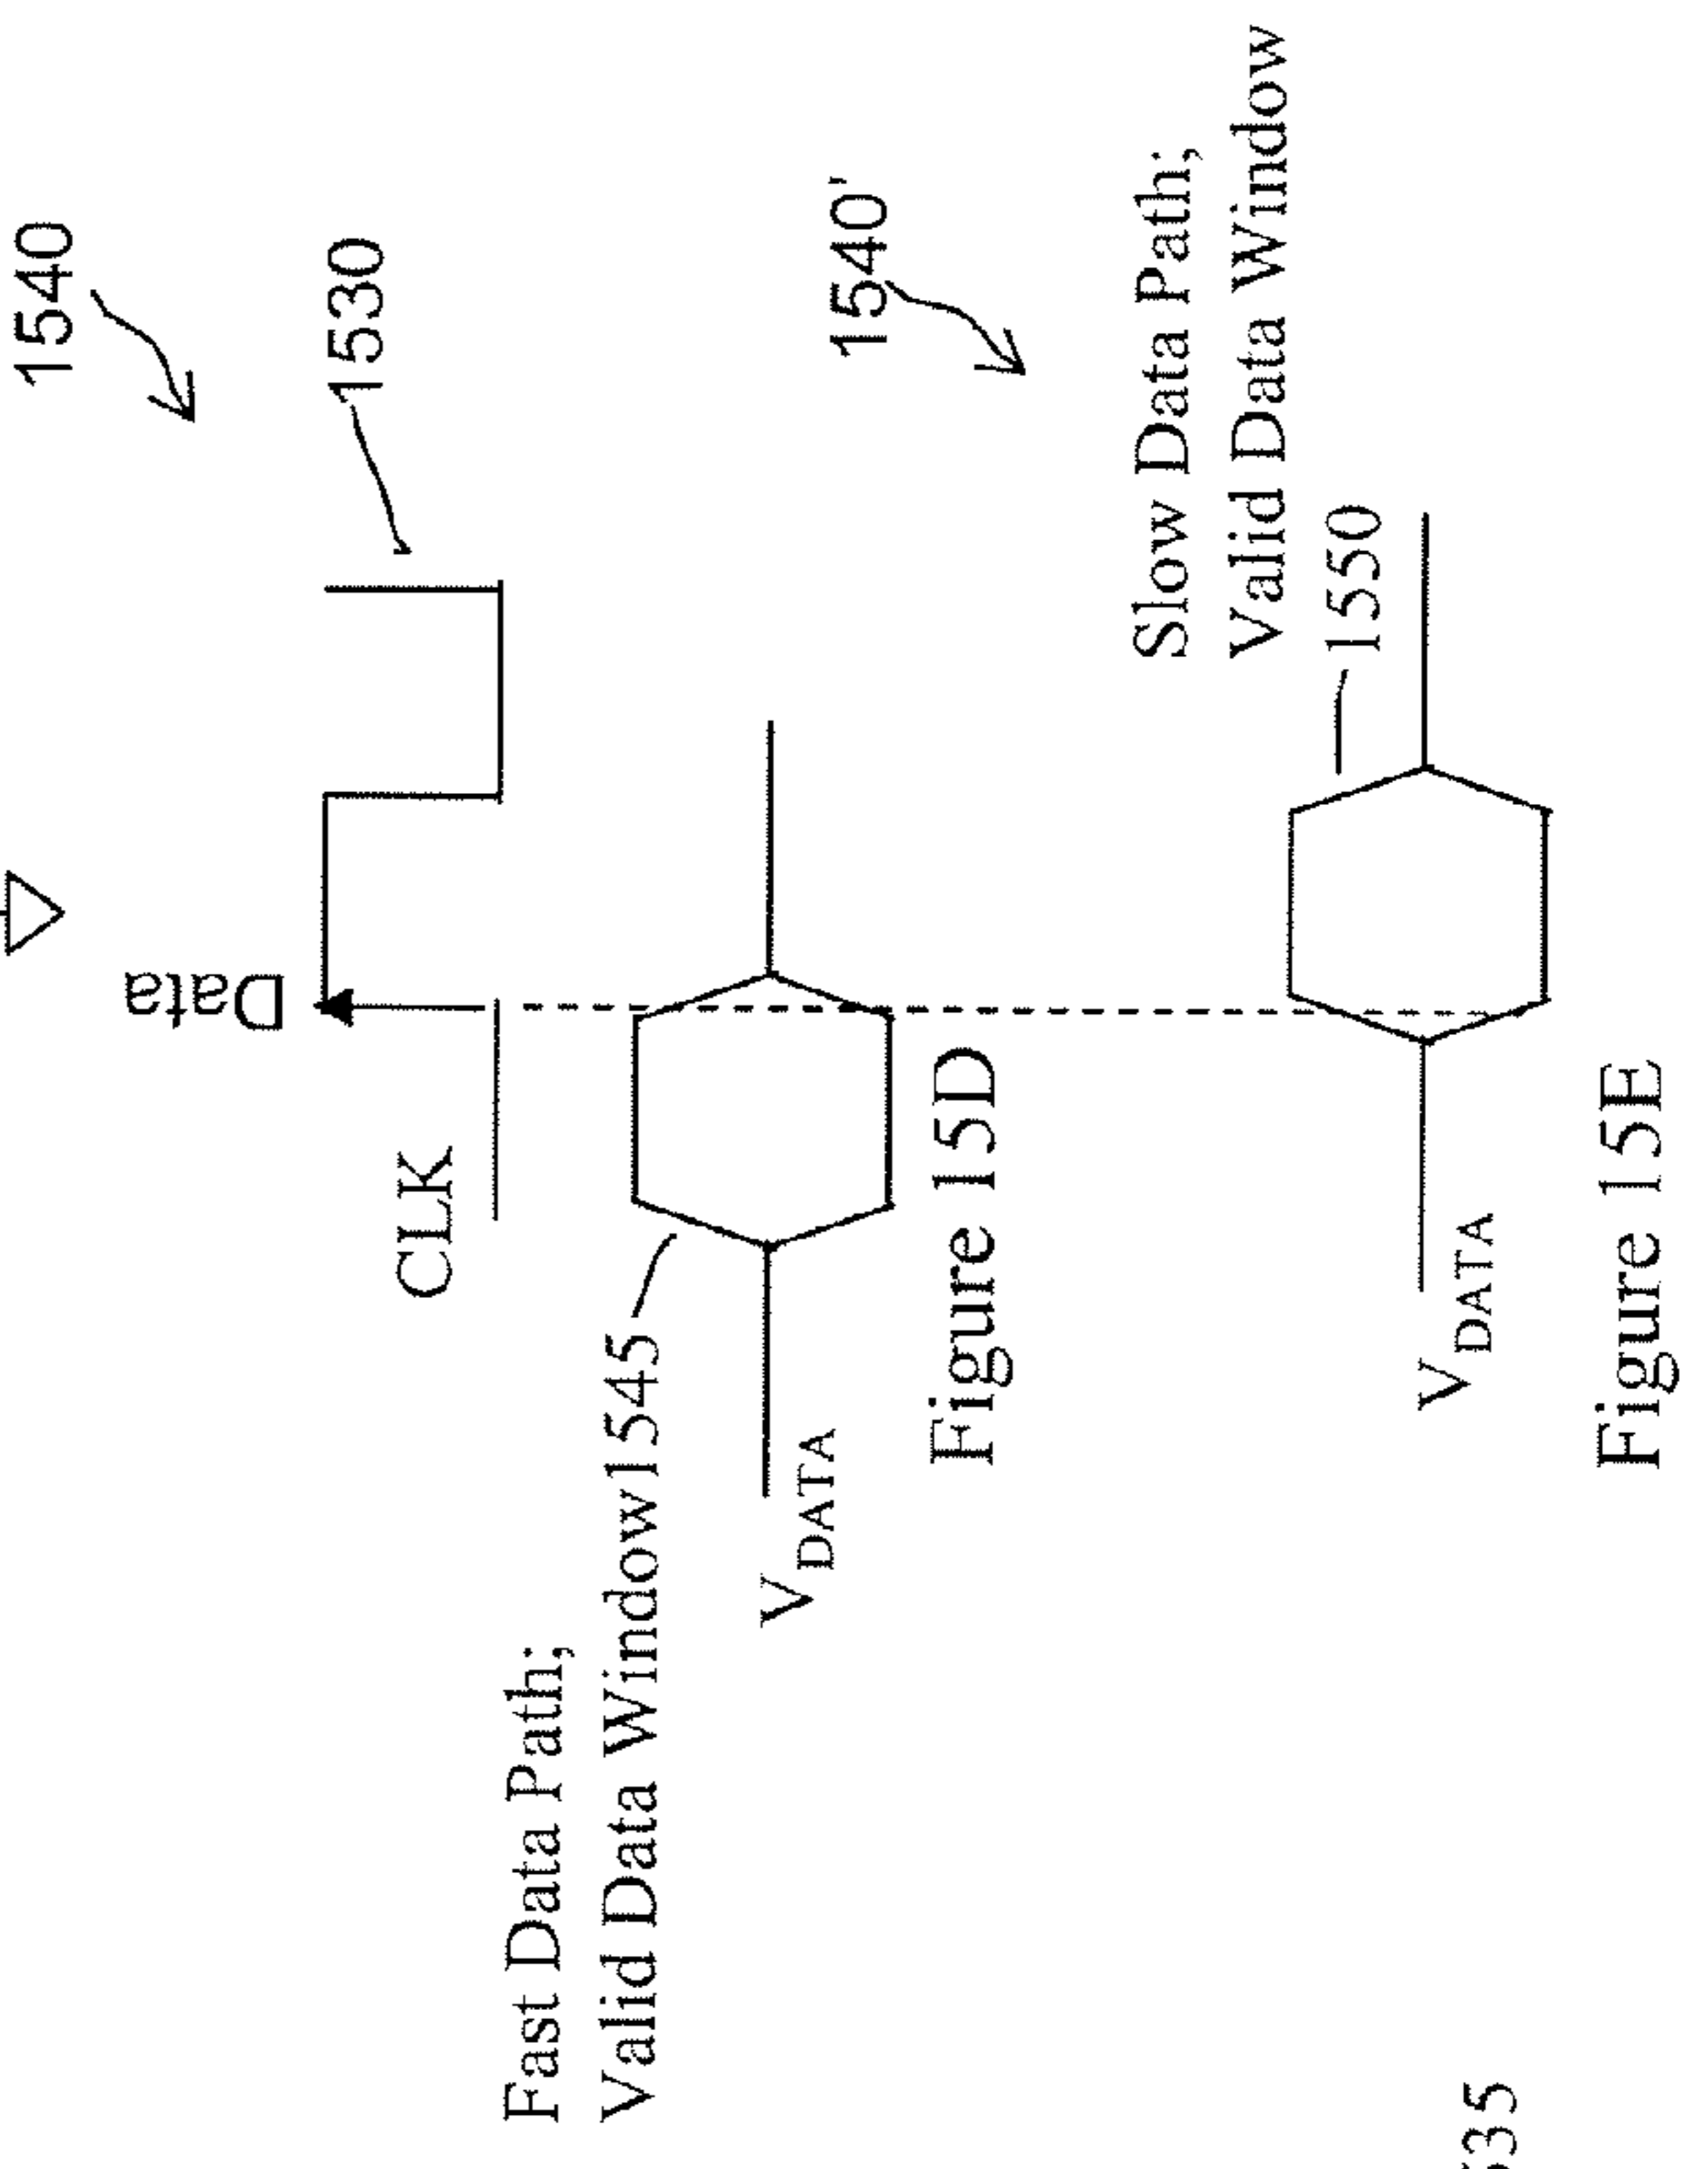 1540
Data
1530
CLK
Fast Data Path;
Valid Data Window1545
VDATA
Figure 15D
1540'
Slow Data Path;
Valid Data Window
1550
VDATA
Figure 15E